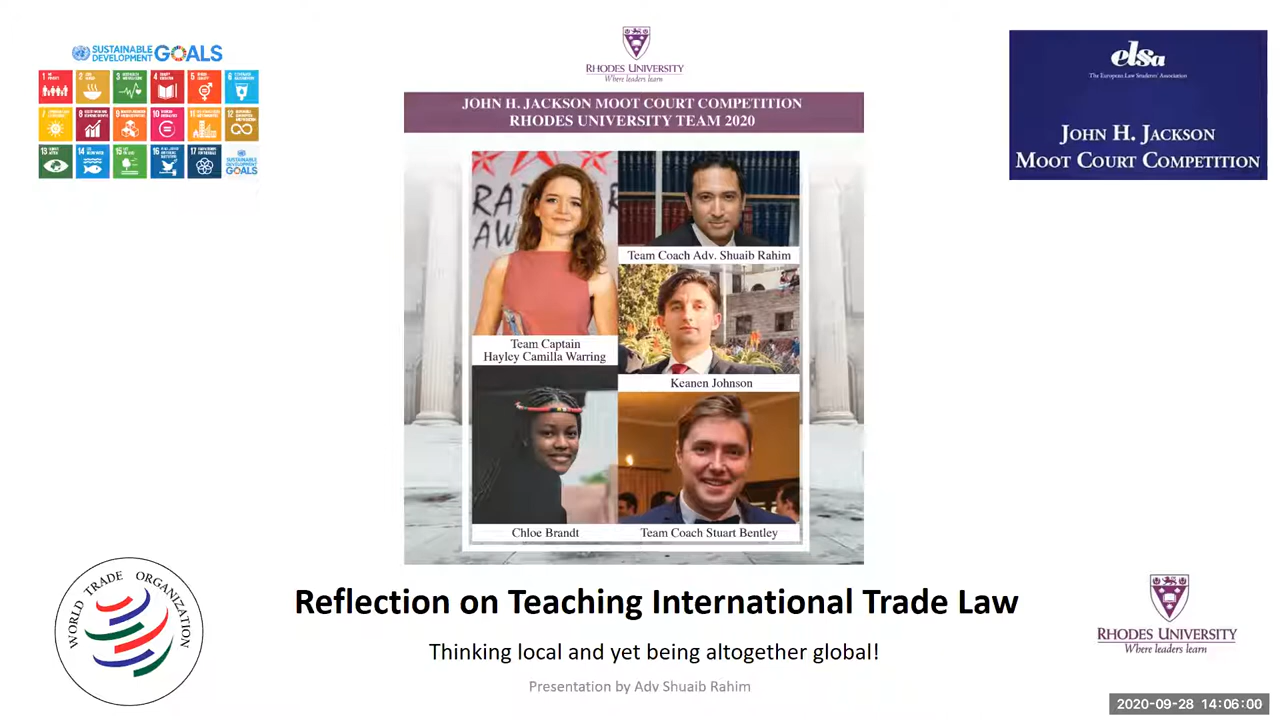 SUSTAINABLE
DEVELOPMENT GOALS
SUSTAINABLE
DEVELOPMENT
GOALS
RHODES UNIVERSITY
Where leaders learn
JOHN H. JACKSON MOOT COURT COMPETITION
RHODES UNIVERSITY TEAM 2020
Team Coach Adv. Shuaib Rahim
Team Captain
Hayley Camilla Warring
Keanen Johnson
Chloe Brandt
Team Coach Stuart Bentley
elsa
The European Law Students' Association
JOHN H. JACKSON
MOOT COURT COMPETITION
WORLD TRADE ORGANIZATION
Reflection on Teaching International Trade Law
Thinking local and yet being altogether global!
Presentation by Adv Shuaib Rahim
RHODES UNIVERSITY
Where leaders learn
2020-09-28 14:06:00